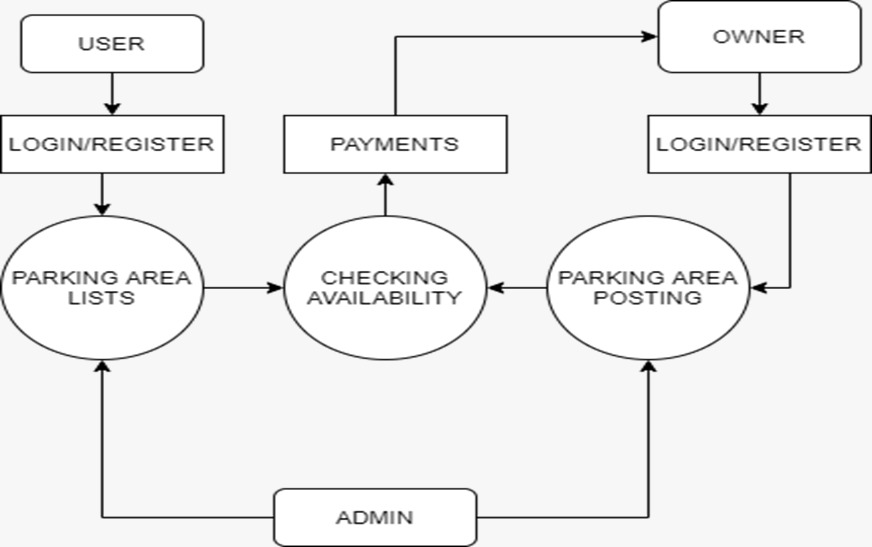 USER
OWNER
LOGIN/REGISTER
PAYMENTS
LOGIN/REGISTER
PARKING AREA
LISTS
CHECKING
AVAILABILITY
PARKING AREA
POSTING
ADMIN